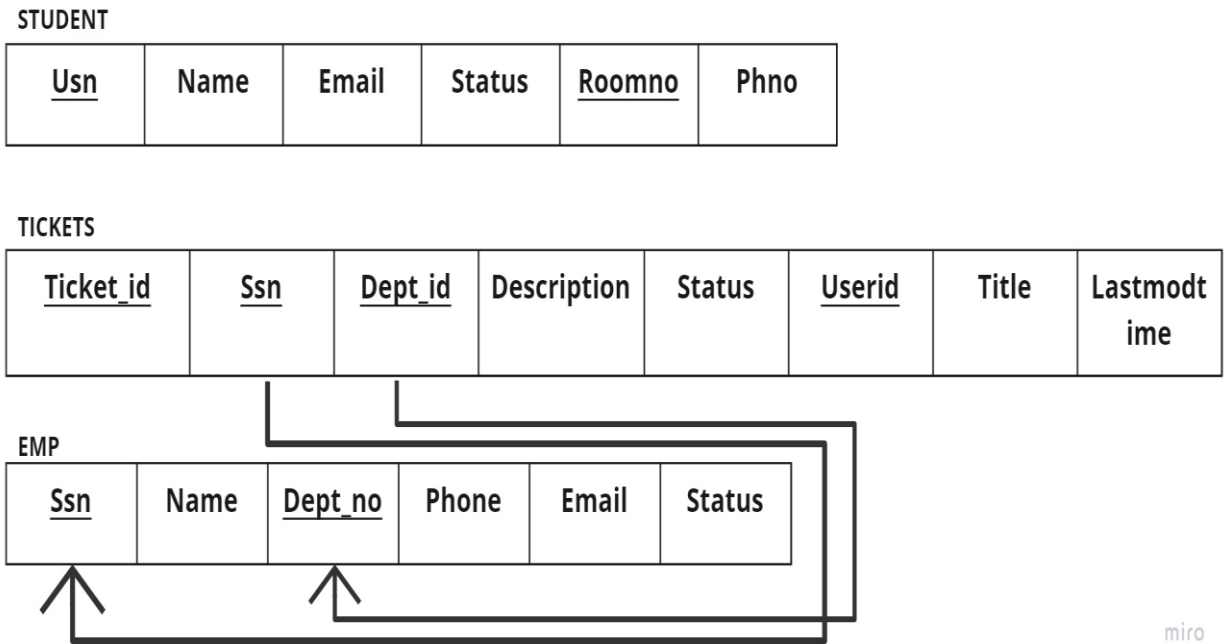 STUDENT
Usn Name Email Status Roomno Phno
TICKETS
Ticket_id Ssn Dept_id Description Status Userid Title Lastmodt
ime
EMP
Ssn Name Dept_no Phone Email Status
miro